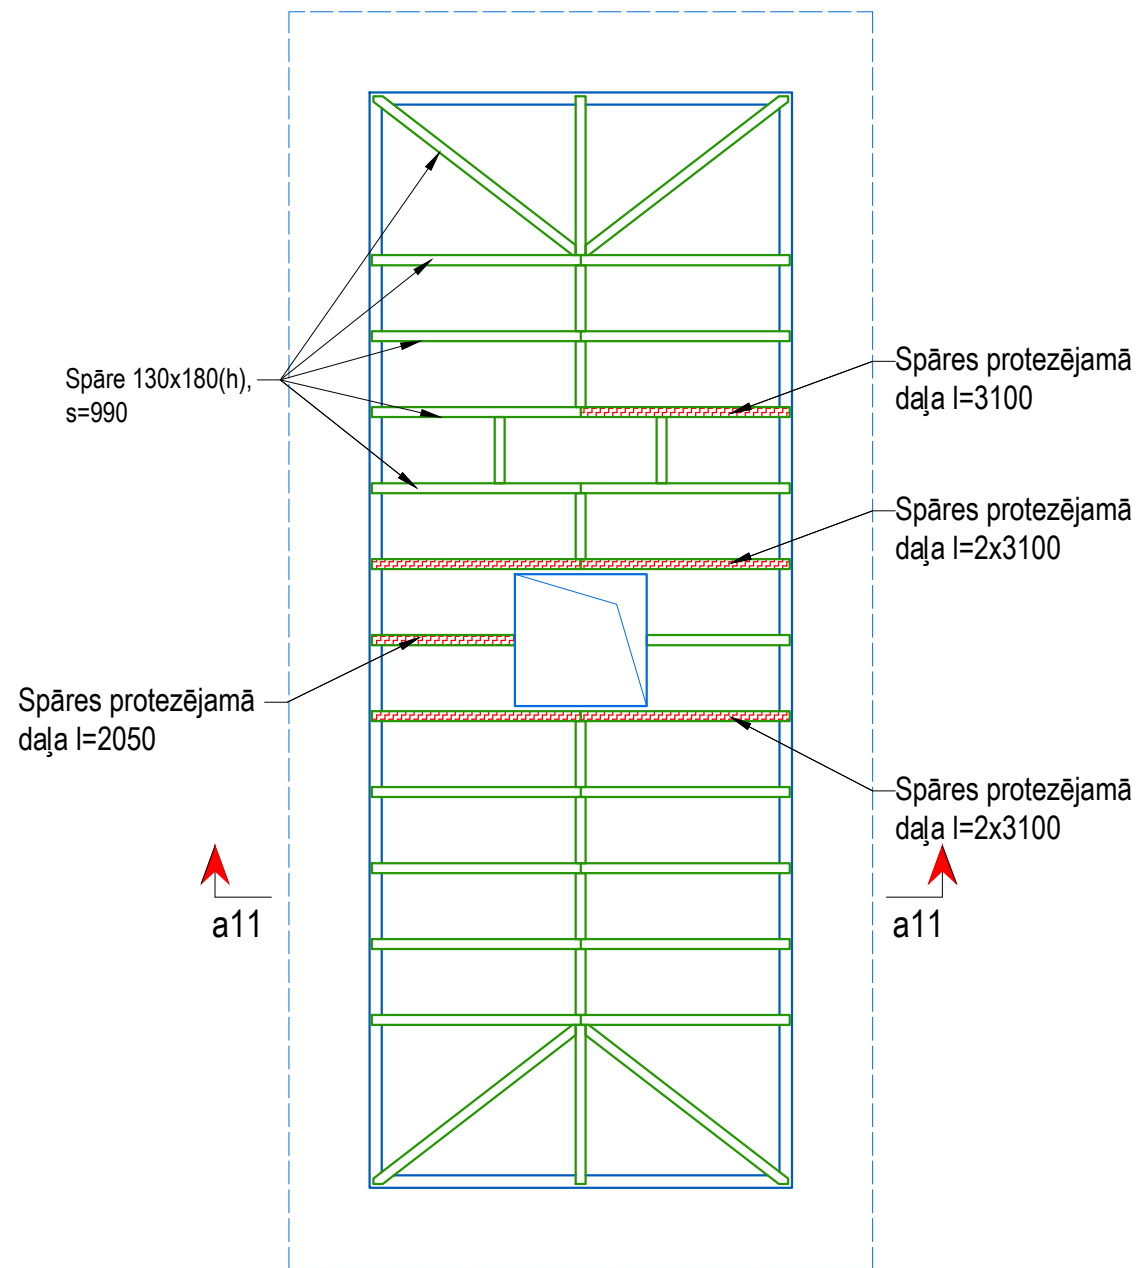 Spāres protezējamā
daļa l=3100
Spāre 130x180(h),
s=990
Spāres protezējamā
daļa l=2x3100
Spāres protezējamā
daļa l=2050
Spāres protezējamā
daļa l=2x3100
a11
a11